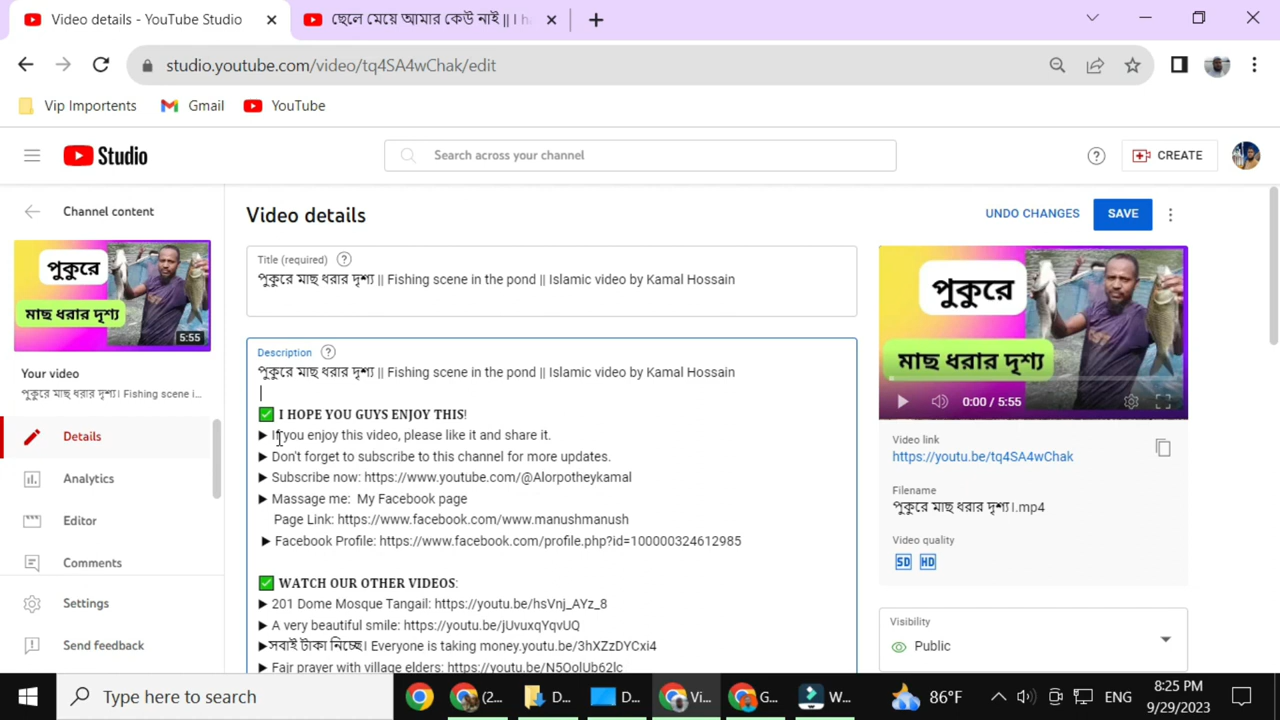 Video details - YouTube Studio
ছেলে মেয়ে আমার কেউ নাই || I h
studio.youtube.com/video/tq4SA4wChak/edit
Vip Importents
Gmail
YouTube
Studio
Search across your channel
CREATE
Channel content
Video details
UNDO CHANGES
SAVE
পুকুরে
মাছ ধরার দৃশ্য
5:55
Title (required)
পুকুরে মাছ ধরার দৃশ্য || Fishing scene in the pond || Islamic video by Kamal Hossain
পুকুরে
মাছ ধরার দৃশ্য
0:00 / 5:55
Your video
পুকুরে মাছ ধরার দৃশ্য। Fishing scene i...
Description
পুকুরে মাছ ধরার দৃশ্য || Fishing scene in the pond || Islamic video by Kamal Hossain
✅ I HOPE YOU GUYS ENJOY THIS!
▶ If you enjoy this video, please like it and share it.
▶ Don't forget to subscribe to this channel for more updates.
▶ Subscribe now: https://www.youtube.com/@Alorpotheykamal
▶ Massage me: My Facebook page
Page Link: https://www.facebook.com/www.manushmanush
▶ Facebook Profile: https://www.facebook.com/profile.php?id=100000324612985
✅ WATCH OUR OTHER VIDEOS:
▶ 201 Dome Mosque Tangail: https://youtu.be/hsVnj_AYz_8
▶ A very beautiful smile: https://youtu.be/jUvuxqYqvUQ
▶সবাই টাকা নিচ্ছে। Everyone is taking money.youtu.be/3hXZzDYCxi4
▶ Fajr prayer with village elders: https://youtu.be/N5OolUb62lc
Details
Analytics
Editor
Comments
Settings
Send feedback
Video link
https://youtu.be/tq4SA4wChak
Filename
পুকুরে মাছ ধরার দৃশ্য।.mp4
Video quality
SD HD
Visibility
Public
Type here to search
(2...
D...
D...
Vi...
G...
W...
86°F
ENG
8:25 PM
9/29/2023